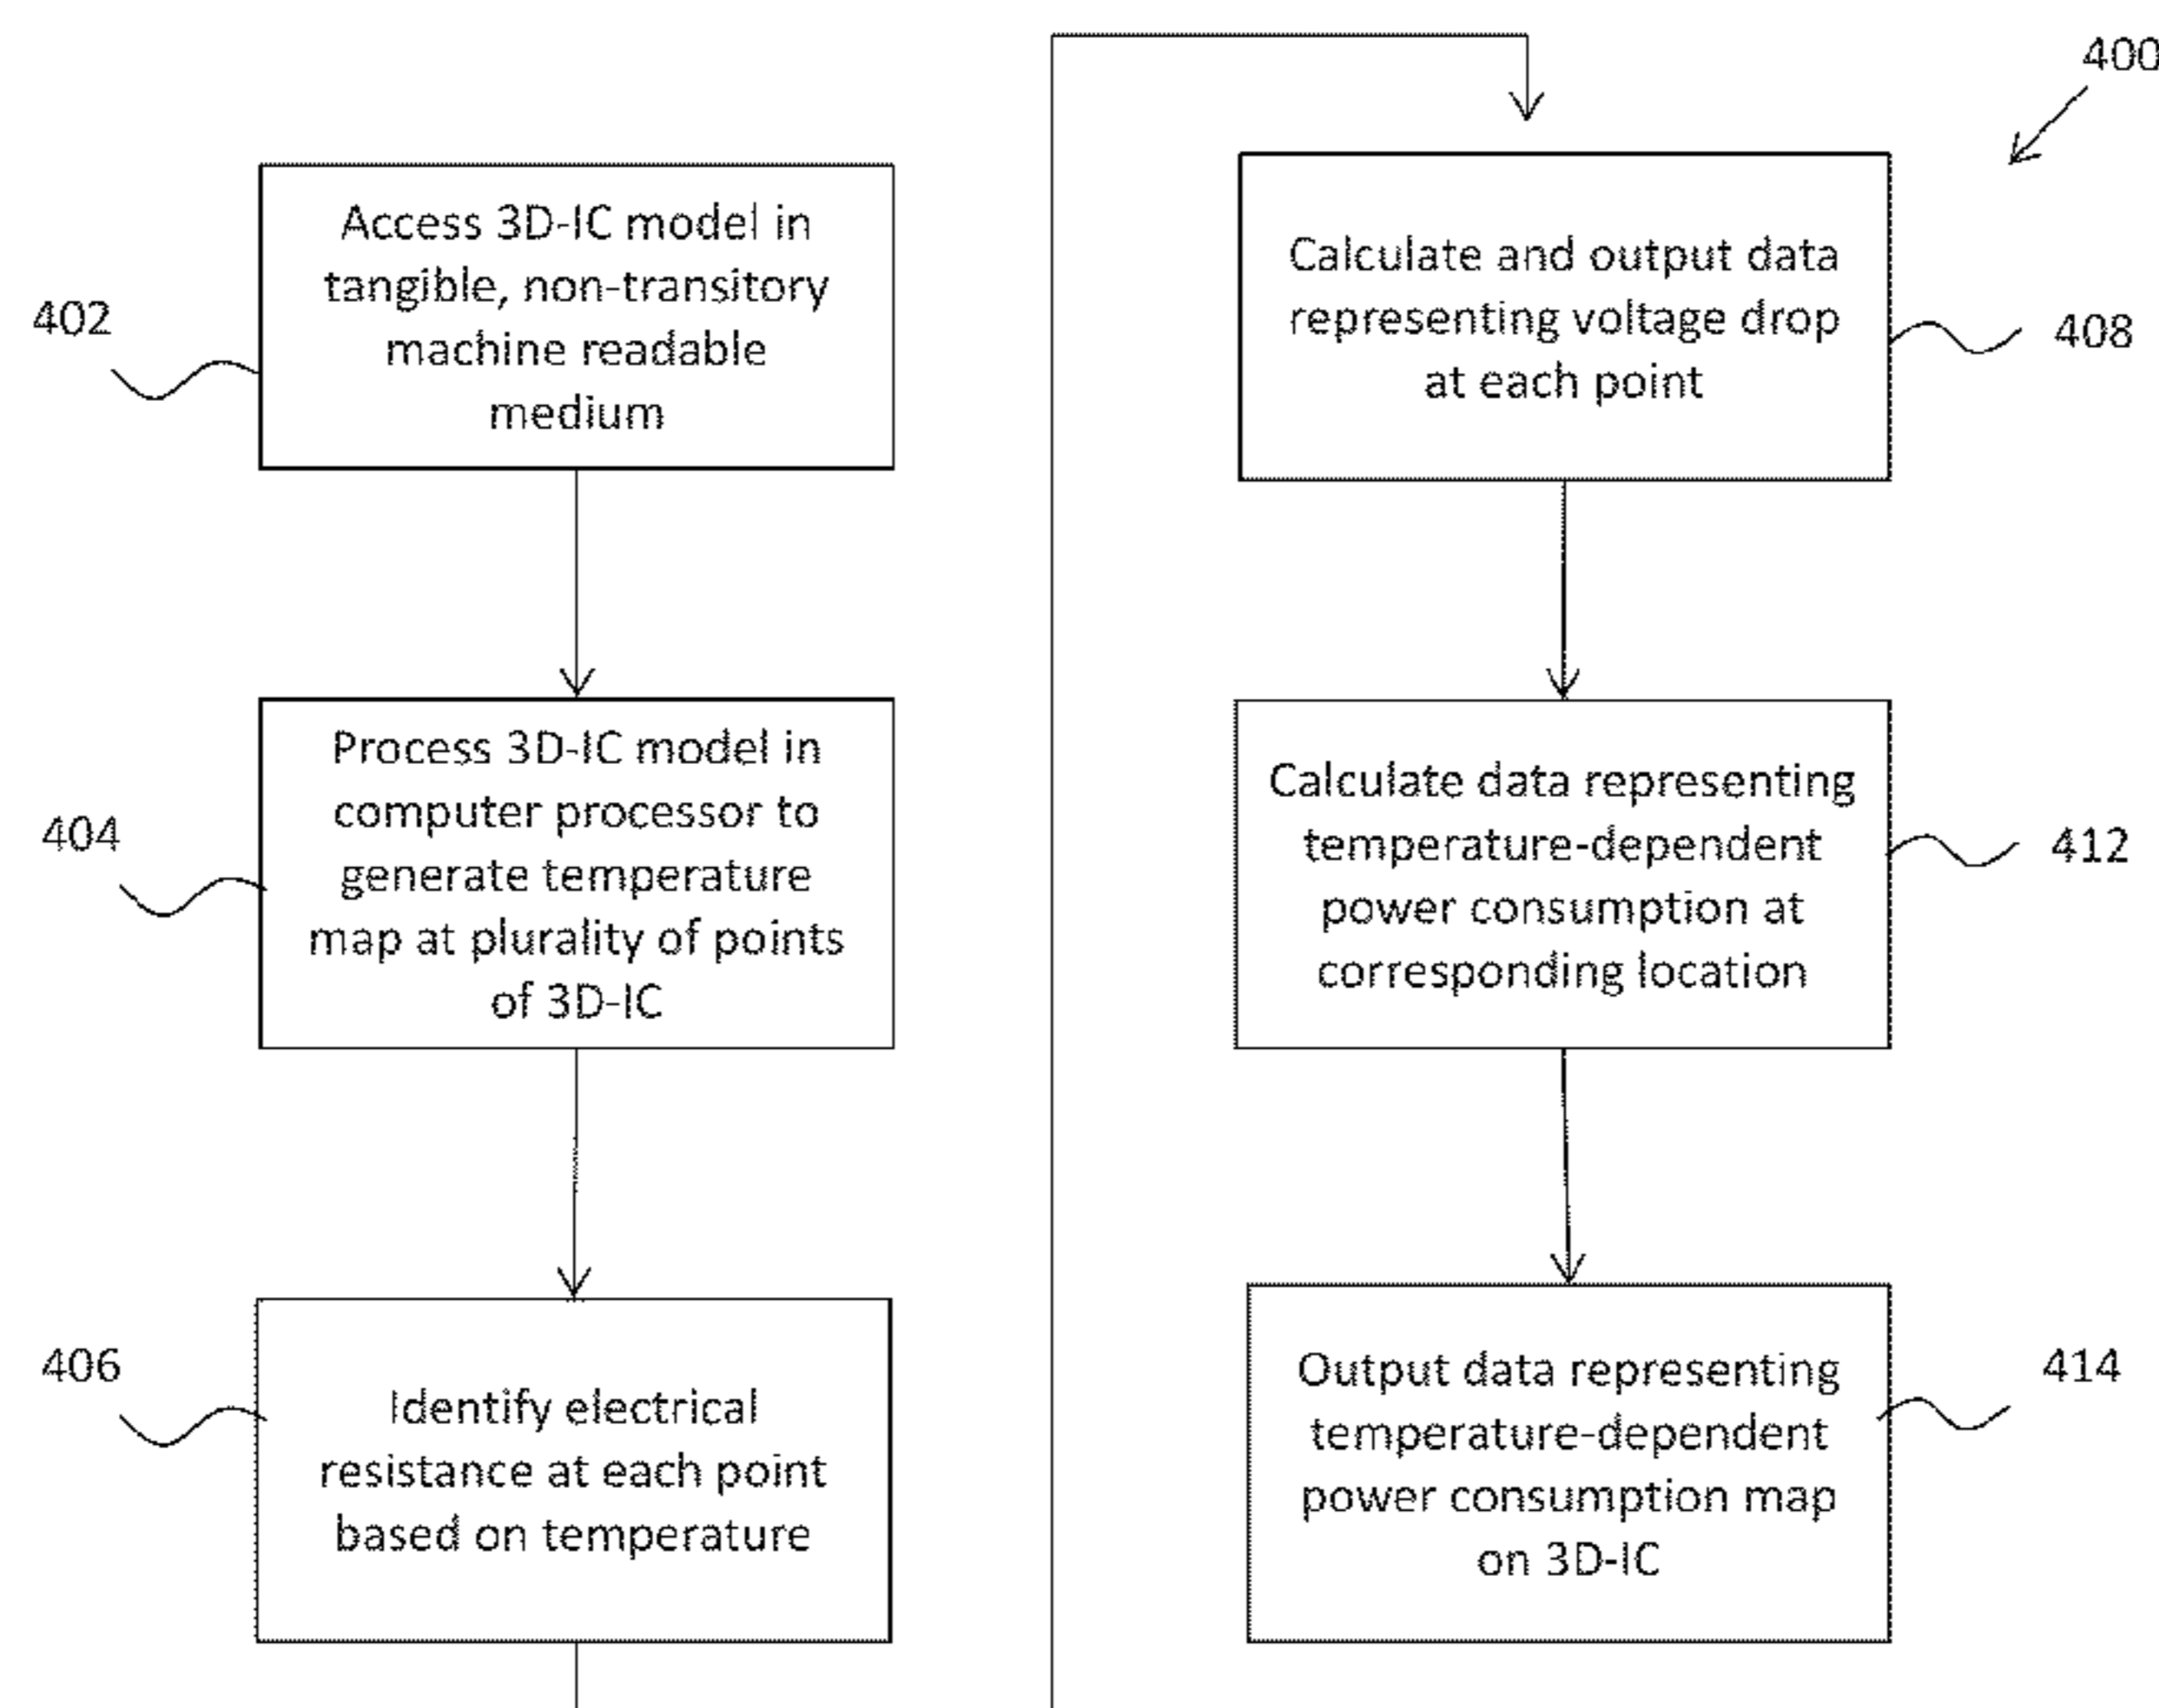 400
402
Access 3D-IC model in
tangible, non-transitory
machine readable
medium
404
Process 3D-IC model in
computer processor to
generate temperature
map at plurality of points
of 3D-IC
406
Identify electrical
resistance at each point
based on temperature
Calculate and output data
representing voltage drop
at each point
408
Calculate data representing
temperature-dependent
power consumption at
corresponding location
412
Output data representing
temperature-dependent
power consumption map
on 3D-IC
414